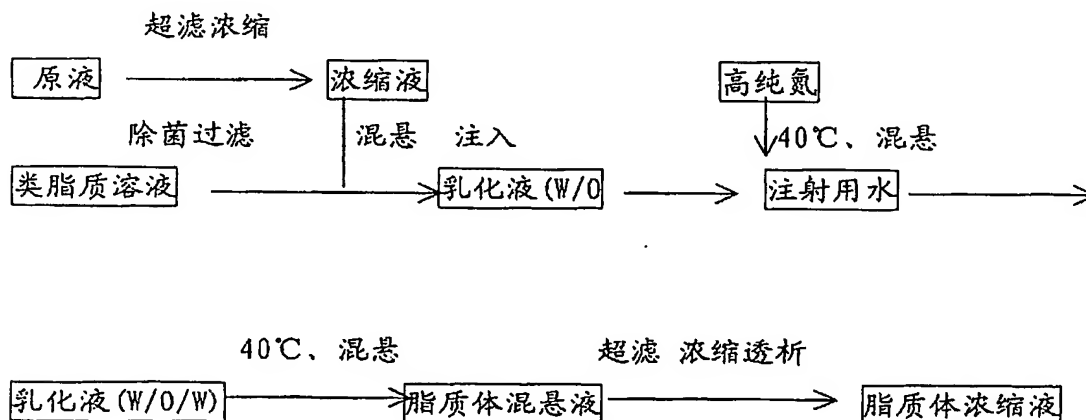 超滤浓缩
原液 浓缩液 高纯氮
除菌过滤 混悬 注入 40℃、混悬
类脂质溶液 乳化液(W/O 注射用水
40℃、混悬 超滤 浓缩透析
乳化液(W/O/W) 脂质体混悬液 脂质体浓缩液